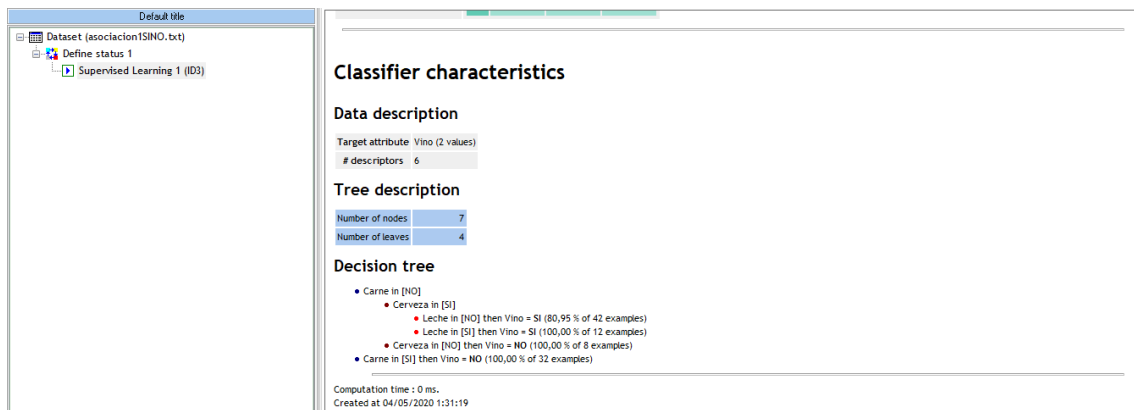 Default title
Dataset (asociacion1SINO.txt)
Define status 1
Supervised Learning 1 (ID3)
Classifier characteristics
Data description
Target attribute Vino (2 values)
# descriptors 6
Tree description
Number of nodes 7
Number of leaves 4
Decision tree
Carne in [NO]
Cerveza in [SI]
Leche in [NO] then Vino = SI (80,95 % of 42 examples)
Leche in [SI] then Vino = SI (100,00 % of 12 examples)
Cerveza in [NO] then Vino = NO (100,00 % of 8 examples)
Carne in [SI] then Vino = NO (100,00 % of 32 examples)
Computation time : 0 ms.
Created at 04/05/2020 1:31:19